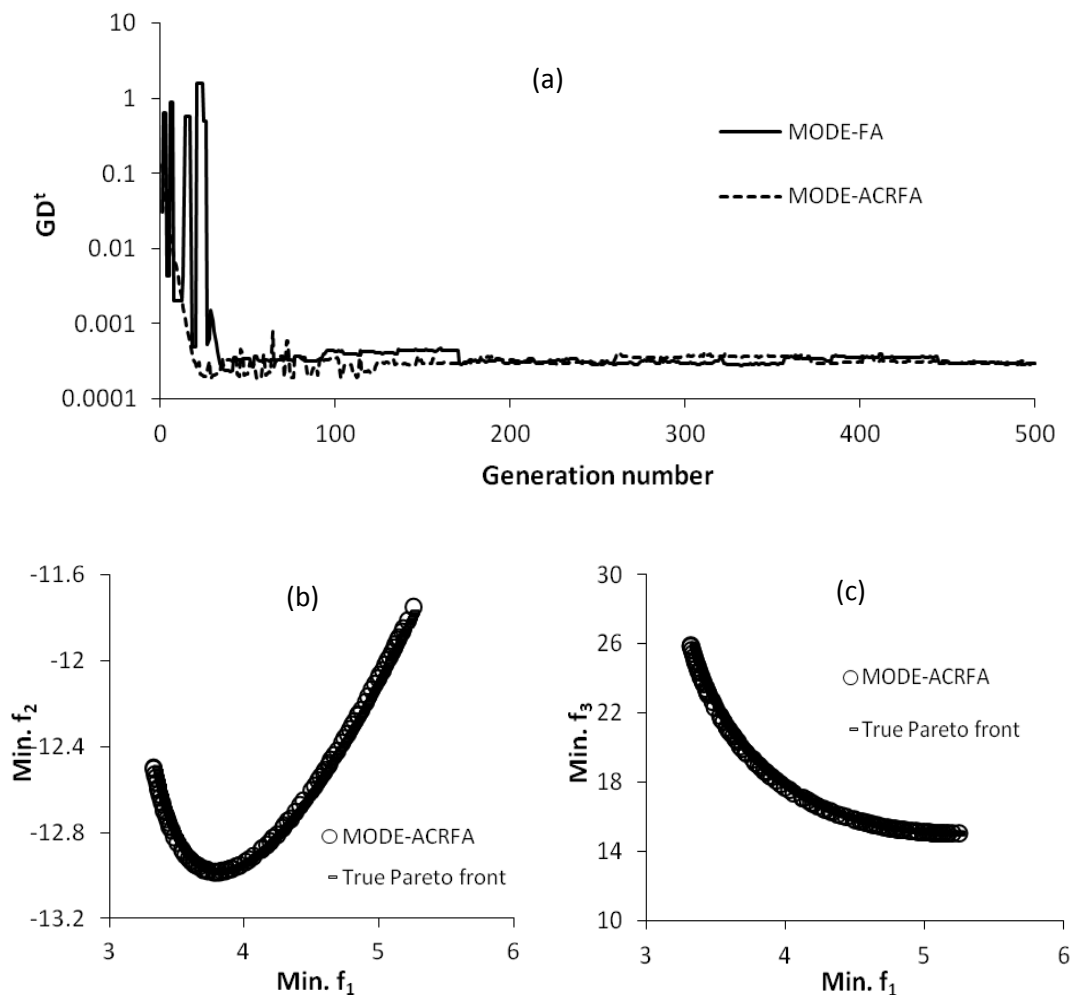 10
1
0.1
0.01
0.001
0.0001
GDᵗ
(a)
MODE-FA
MODE-ACRFA
0 100 200 300 400 500
Generation number
-11.6
-12
-12.4
-12.8
-13.2
Min. f₂
(b)
MODE-ACRFA
True Pareto front
3 4 5 6
Min. f₁
30
26
22
18
14
10
Min. f₃
(c)
MODE-ACRFA
True Pareto front
3 4 5 6
Min. f₁